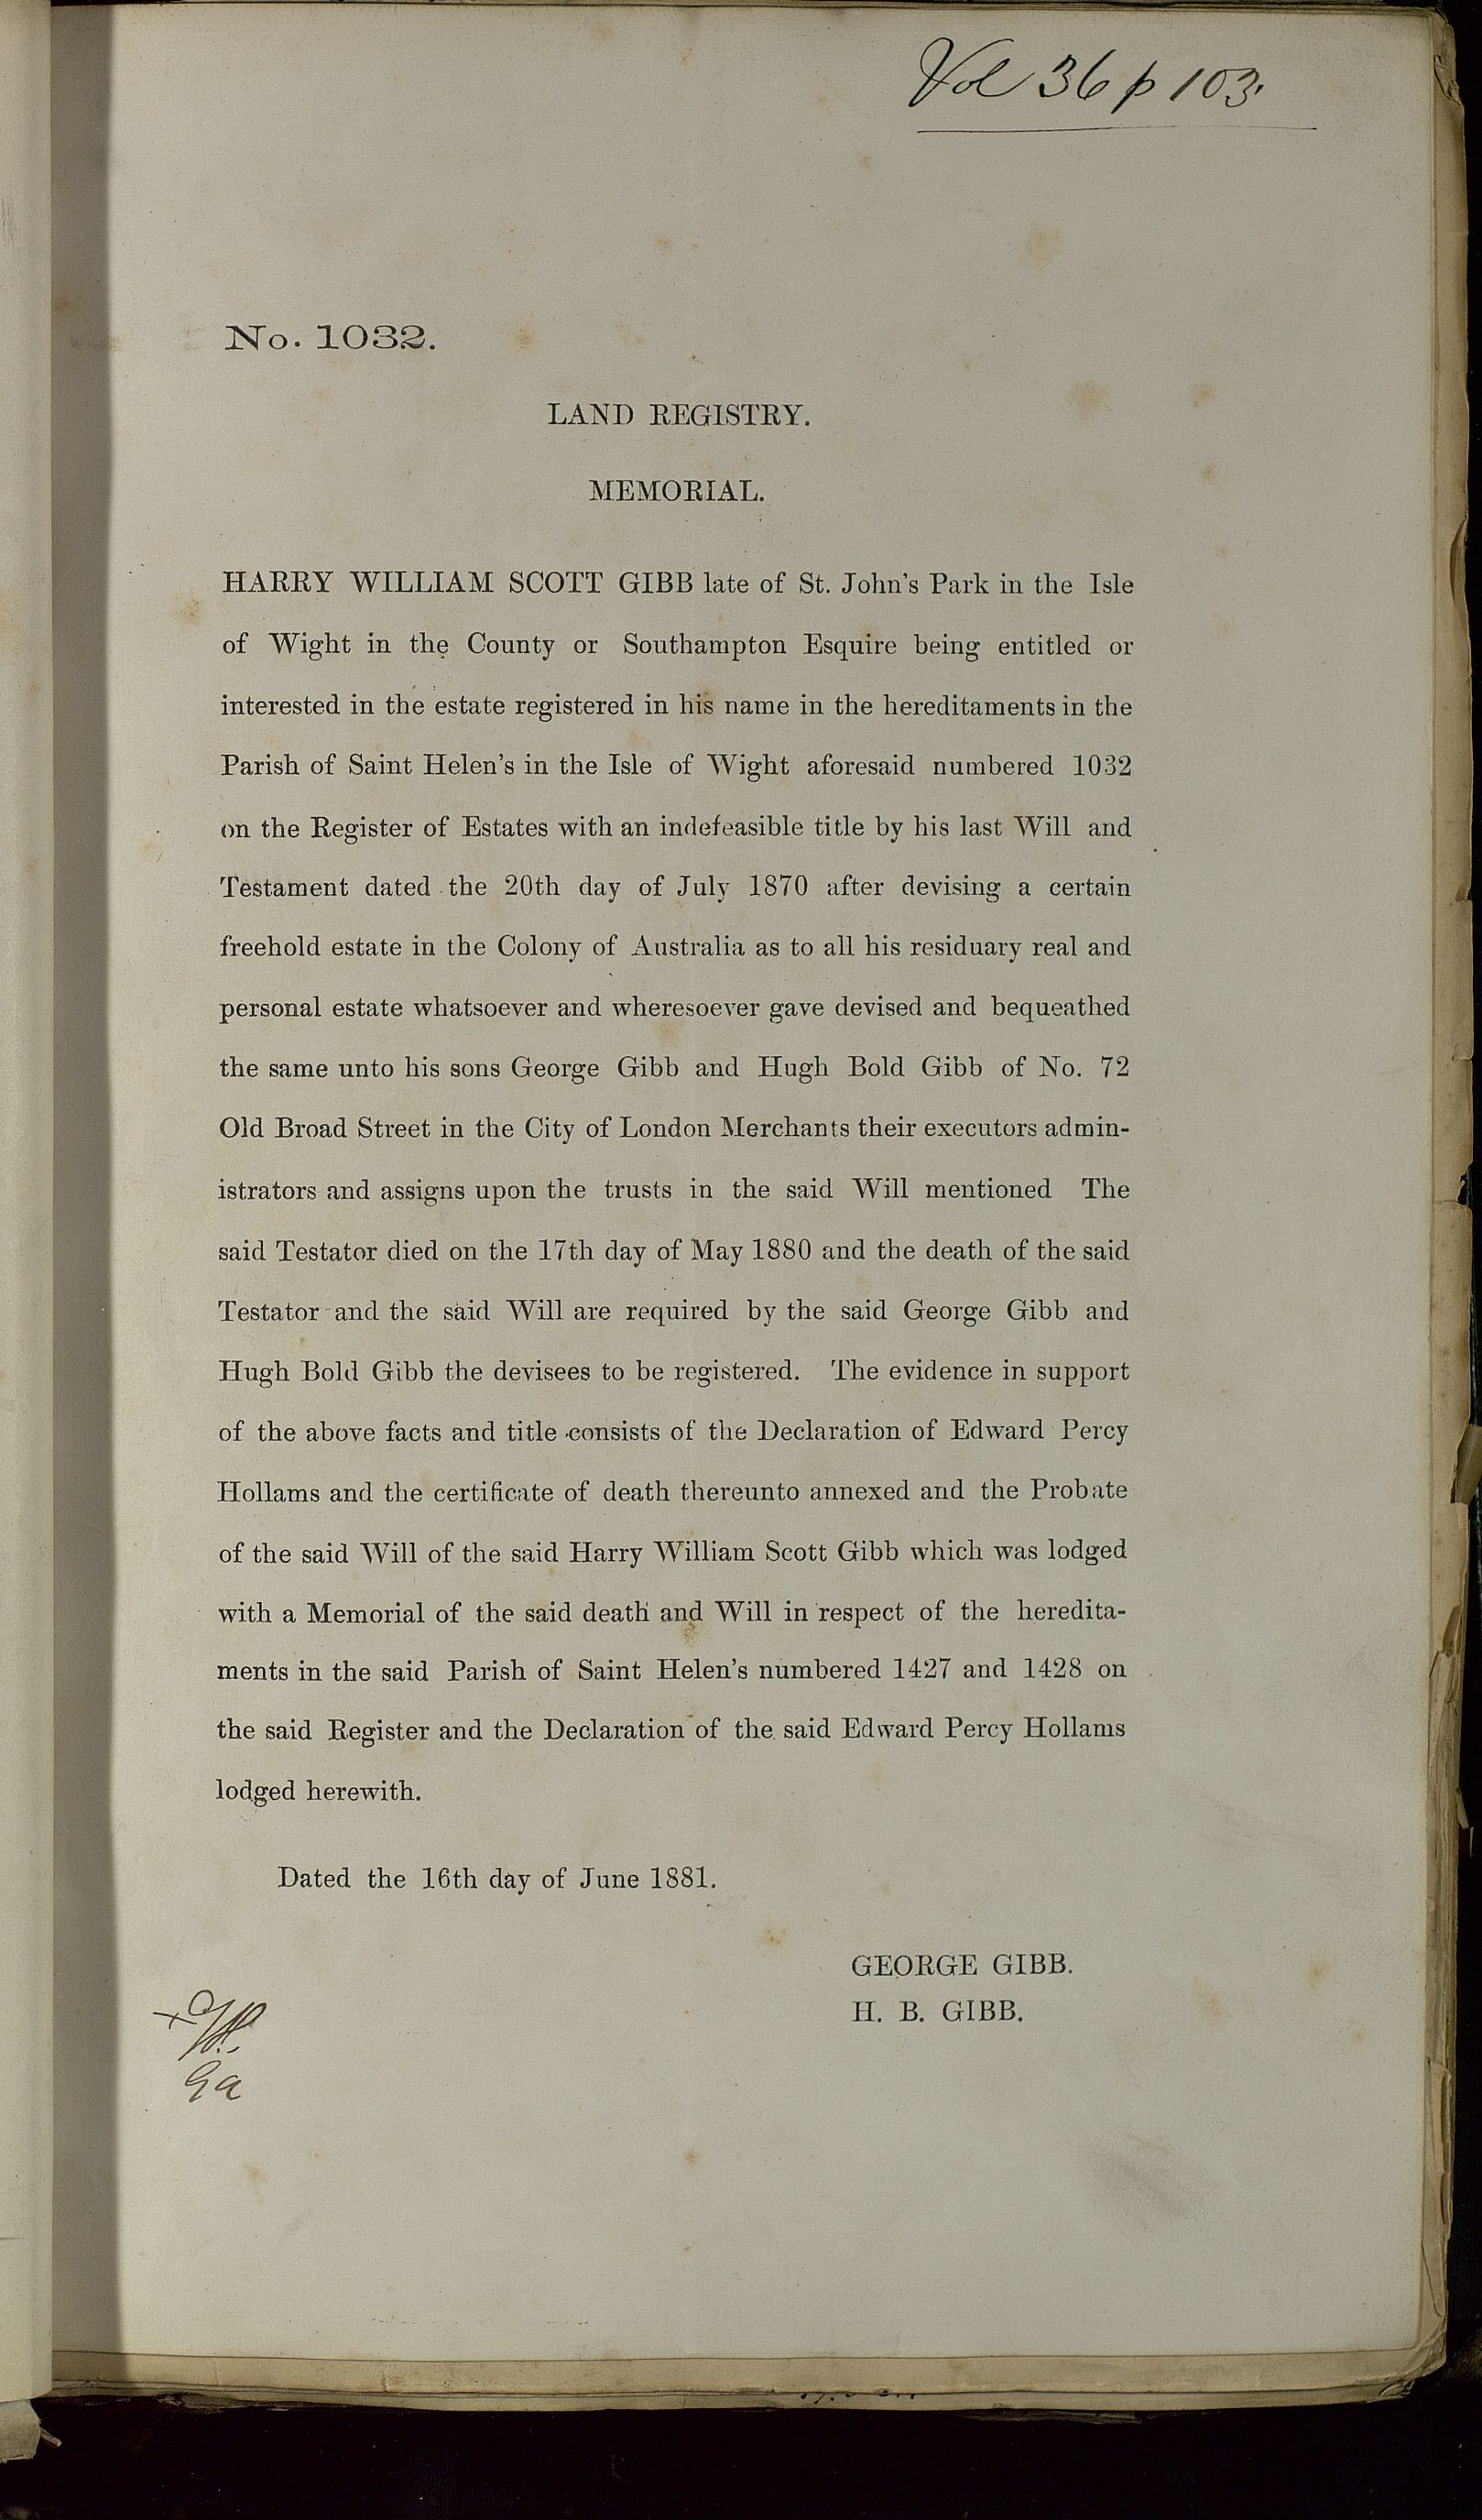 Vol 36 p 103.
No. 1032.
LAND REGISTRY.
MEMORIAL.
HARRY WILLIAM SCOTT GIBB late of St. John's Park in the Isle
of Wight in the County or Southampton Esquire being entitled or
interested in the estate registered in his name in the hereditaments in the
Parish of Saint Helen's in the Isle of Wight aforesaid numbered 1032
on the Register of Estates with an indefeasible title by his last Will and
Testament dated the 20th day of July 1870 after devising a certain
freehold estate in the Colony of Australia as to all his residuary real and
personal estate whatsoever and wheresoever gave devised and bequeathed
the same unto his sons George Gibb and Hugh Bold Gibb of No. 72
Old Broad Street in the City of London Merchants their executors admin-
istrators and assigns upon the trusts in the said Will mentioned The
said Testator died on the 17th day of May 1880 and the death of the said
Testator and the said Will are required by the said George Gibb and
Hugh Bold Gibb the devisees to be registered. The evidence in support
of the above facts and title consists of the Declaration of Edward Percy
Hollams and the certificate of death thereunto annexed and the Probate
of the said Will of the said Harry William Scott Gibb which was lodged
with a Memorial of the said death and Will in respect of the heredita-
ments in the said Parish of Saint Helen's numbered 1427 and 1428 on
the said Register and the Declaration of the said Edward Percy Hollams
lodged herewith.
Dated the 16th day of June 1881.
GEORGE GIBB.
H. B. GIBB.